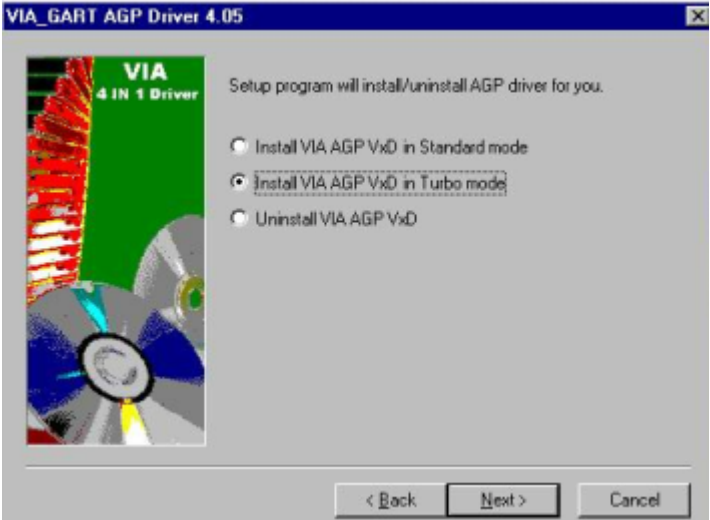 VIA_GART AGP Driver 4.05
VIA
4 IN 1 Driver
Setup program will install/uninstall AGP driver for you.
Install VIA AGP VxD in Standard mode
Install VIA AGP VxD in Turbo mode
Uninstall VIA AGP VxD
< Back
Next >
Cancel